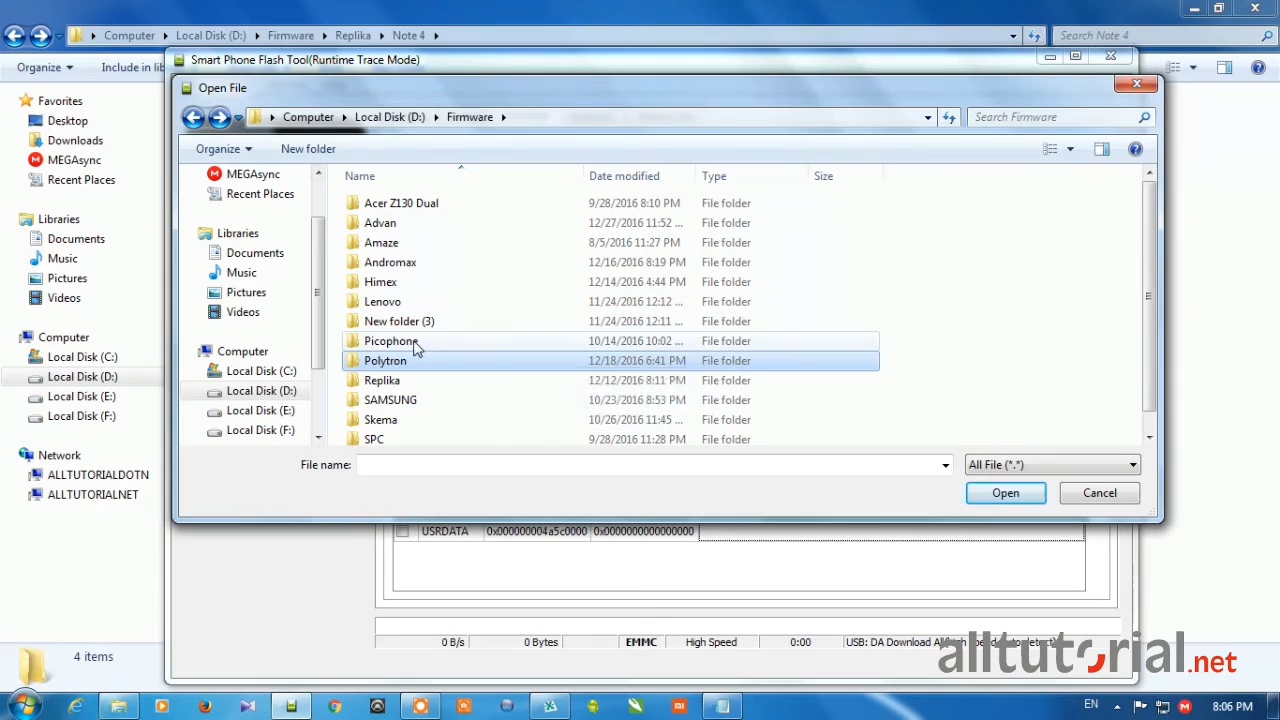 Computer Local Disk (D:) Firmware Replika Note 4 Search Note 4
Organize Include in lib
Smart Phone Flash Tool(Runtime Trace Mode)
Open File
Computer Local Disk (D:) Firmware Search Firmware
Organize New folder
Favorites
Desktop
Downloads
MEGAsync
Recent Places
Libraries
Documents
Music
Pictures
Videos
Computer
Local Disk (C:)
Local Disk (D:)
Local Disk (E:)
Local Disk (F:)
Network
ALLTUTORIALDOTN
ALLTUTORIALNET
4 items
MEGAsync
Recent Places
Libraries
Documents
Music
Pictures
Videos
Computer
Local Disk (C:)
Local Disk (D:)
Local Disk (E:)
Local Disk (F:)
Name Date modified Type Size
Acer Z130 Dual 9/28/2016 8:10 PM File folder
Advan 12/27/2016 11:52 ... File folder
Amaze 8/5/2016 11:27 PM File folder
Andromax 12/16/2016 8:19 PM File folder
Himex 12/14/2016 4:44 PM File folder
Lenovo 11/24/2016 12:12 ... File folder
New folder (3) 11/24/2016 12:11 ... File folder
Picophone 10/14/2016 10:02 ... File folder
Polytron 12/18/2016 6:41 PM File folder
Replika 12/12/2016 8:11 PM File folder
SAMSUNG 10/23/2016 8:53 PM File folder
Skema 10/26/2016 11:45 ... File folder
SPC 9/28/2016 11:28 PM File folder
File name: All File (*.*)
Open Cancel
USRDATA 0x000000004a5c0000 0x0000000000000000
0 B/s 0 Bytes EMMC High Speed 0:00 USB: DA Download All
alltutorial.net
EN 8:06 PM